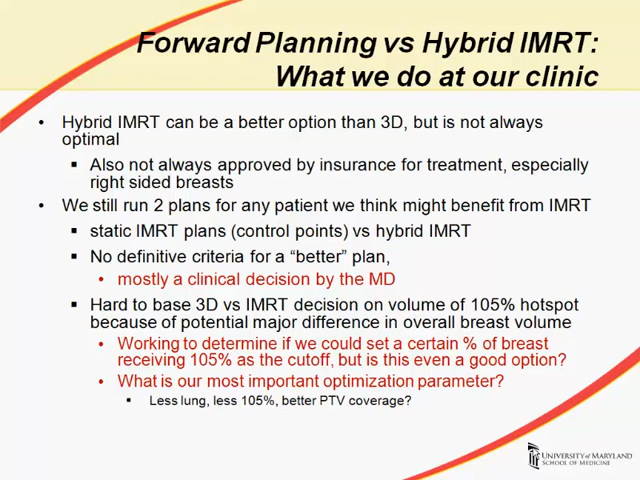 Forward Planning vs Hybrid IMRT:
What we do at our clinic
• Hybrid IMRT can be a better option than 3D, but is not always
optimal
▪ Also not always approved by insurance for treatment, especially
right sided breasts
• We still run 2 plans for any patient we think might benefit from IMRT
▪ static IMRT plans (control points) vs hybrid IMRT
▪ No definitive criteria for a “better” plan,
• mostly a clinical decision by the MD
▪ Hard to base 3D vs IMRT decision on volume of 105% hotspot
because of potential major difference in overall breast volume
• Working to determine if we could set a certain % of breast
receiving 105% as the cutoff, but is this even a good option?
• What is our most important optimization parameter?
▪ Less lung, less 105%, better PTV coverage?
UNIVERSITY of MARYLAND
SCHOOL OF MEDICINE